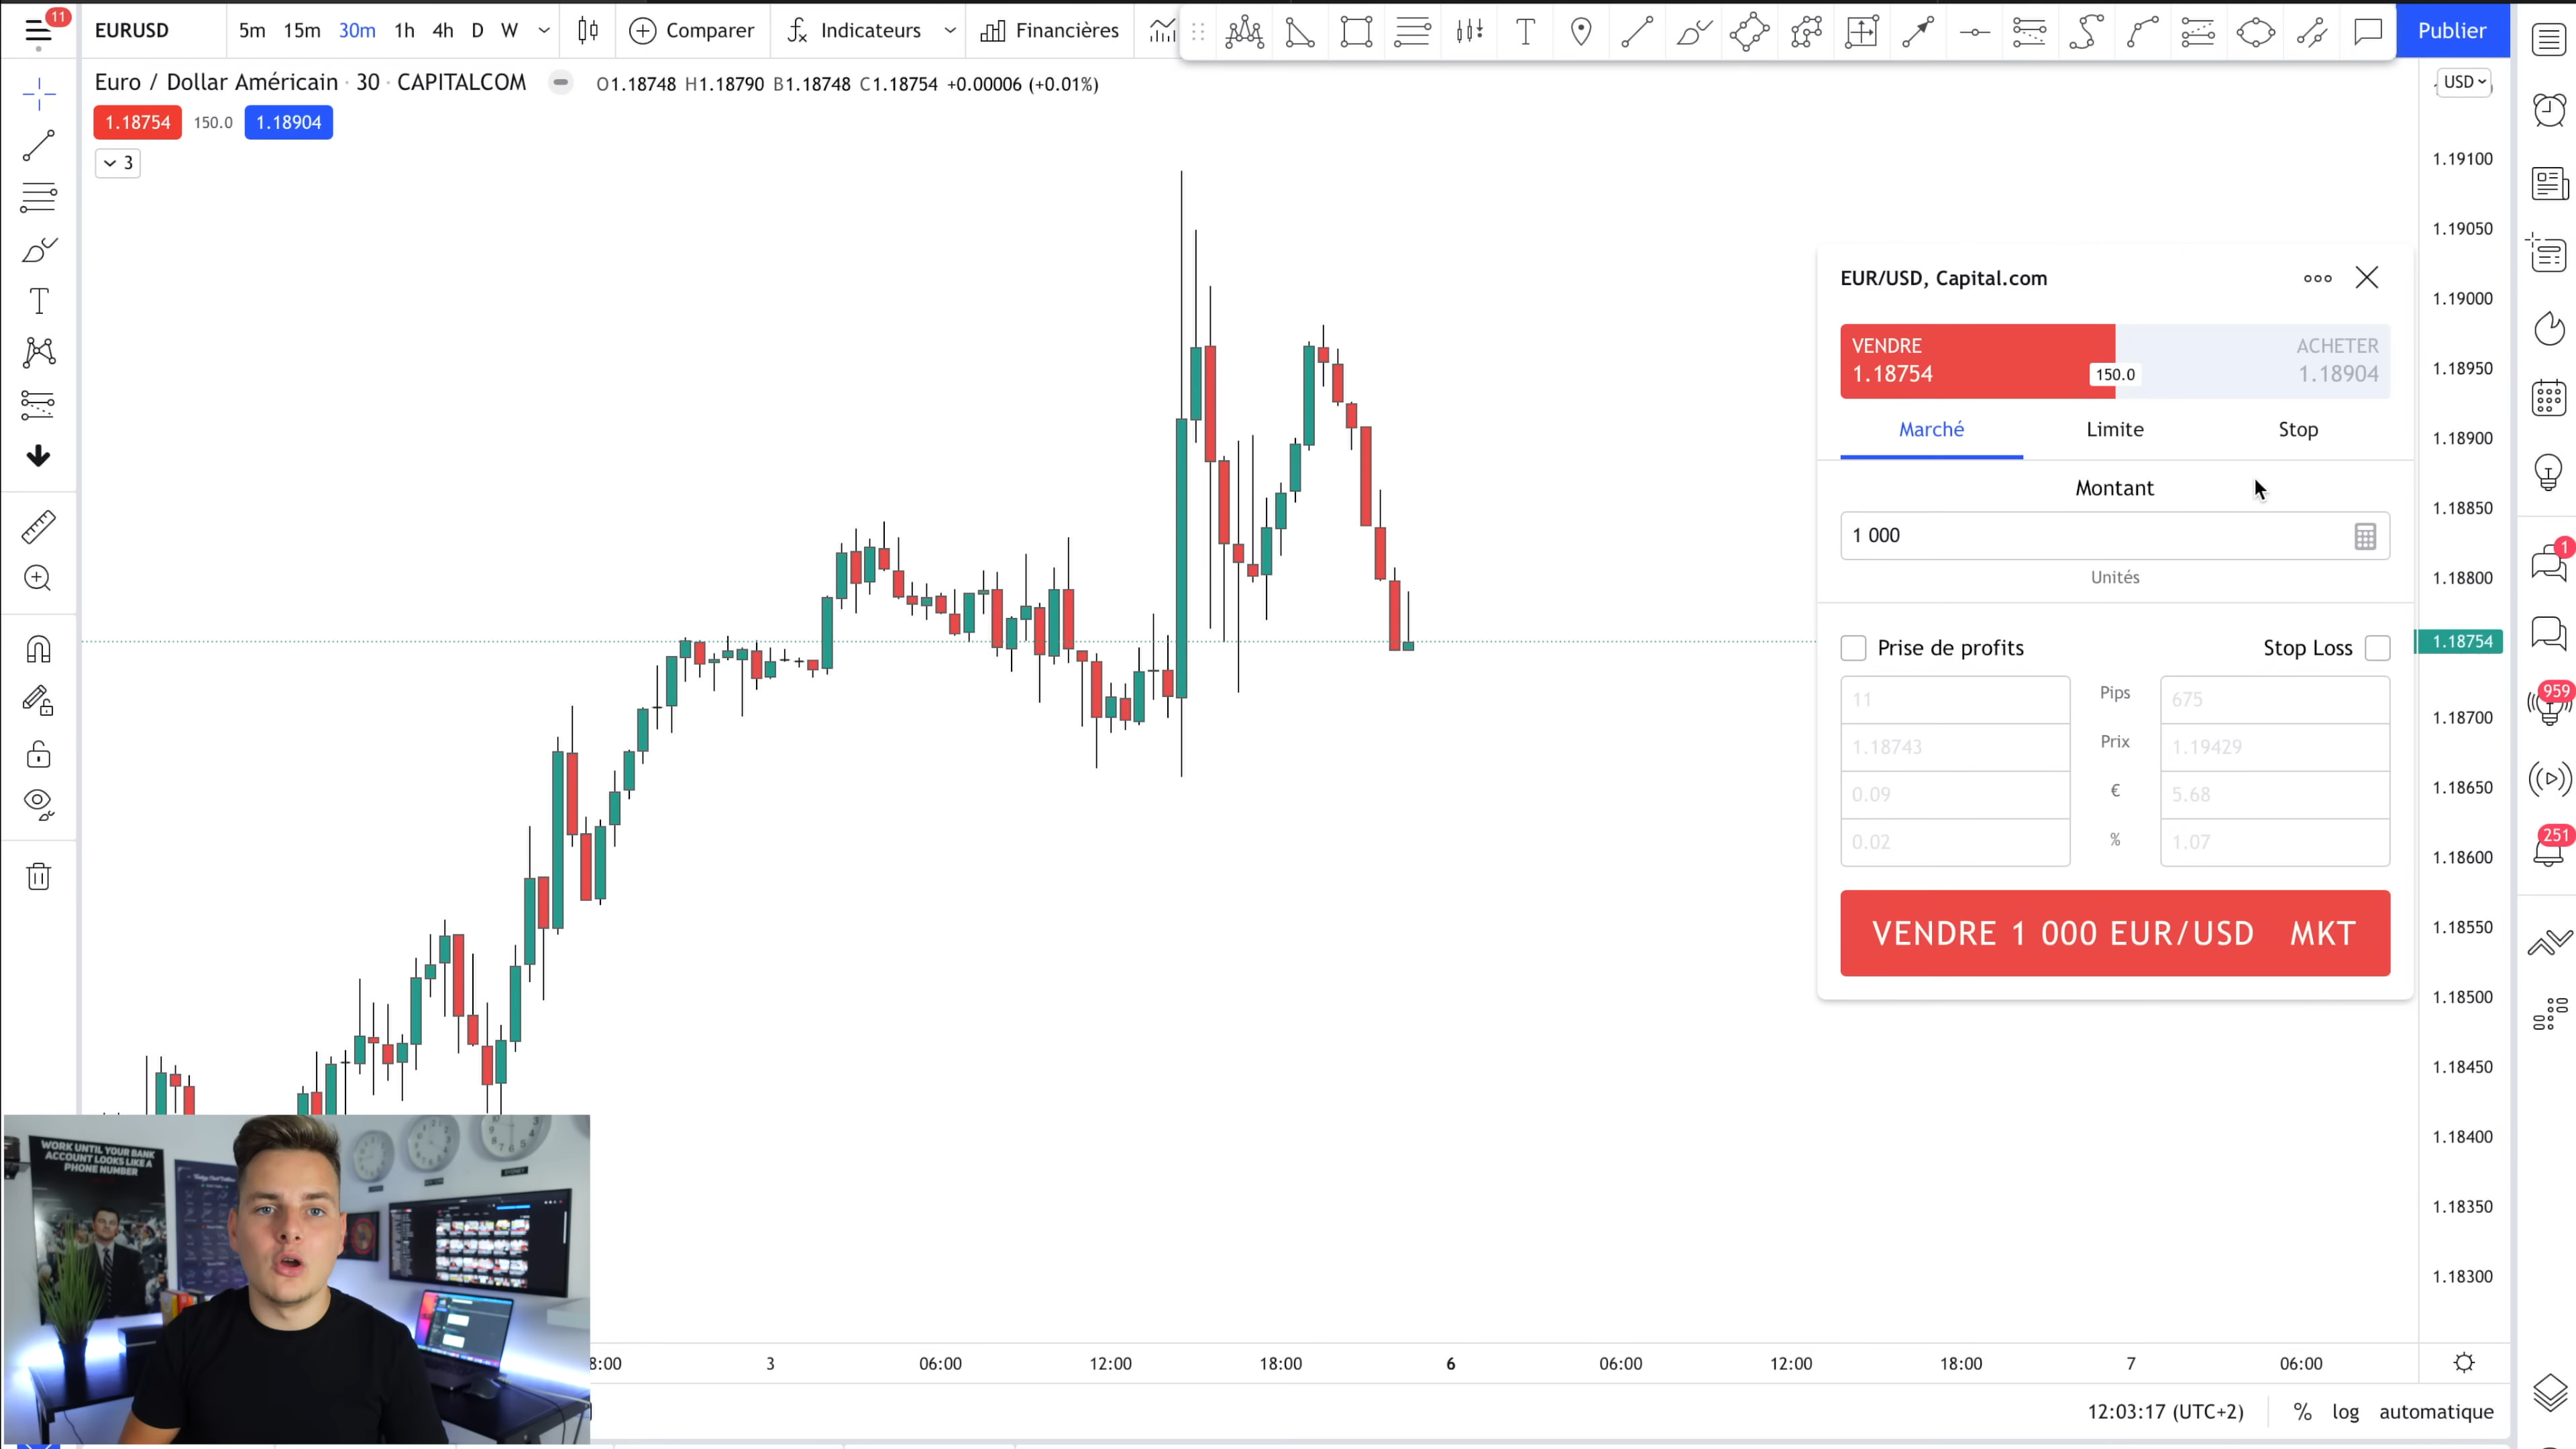 11
EURUSD 5m 15m 30m 1h 4h D W Comparer Indicateurs Financières Publier
Euro / Dollar Américain · 30 · CAPITALCOM O1.18748 H1.18790 B1.18748 C1.18754 +0.00006 (+0.01%)
USD
1.18754 150.0 1.18904
3
1.19100
1.19050
1.19000
1.18950
1.18900
1.18850
1.18800
1.18754
1.18700
1.18650
1.18600
1.18550
1.18500
1.18450
1.18400
1.18350
1.18300
EUR/USD, Capital.com
VENDRE ACHETER
1.18754 150.0 1.18904
Marché Limite Stop
Montant
1 000
Unités
Prise de profits Stop Loss
11 Pips 675
1.18743 Prix 1.19429
0.09 € 5.68
0.02 % 1.07
VENDRE 1 000 EUR/USD MKT
1
959
251
WORK UNTIL YOUR BANK
ACCOUNT LOOKS LIKE A
PHONE NUMBER
SYDNEY
8:00 3 06:00 12:00 18:00 6 06:00 12:00 18:00 7 06:00
12:03:17 (UTC+2) % log automatique